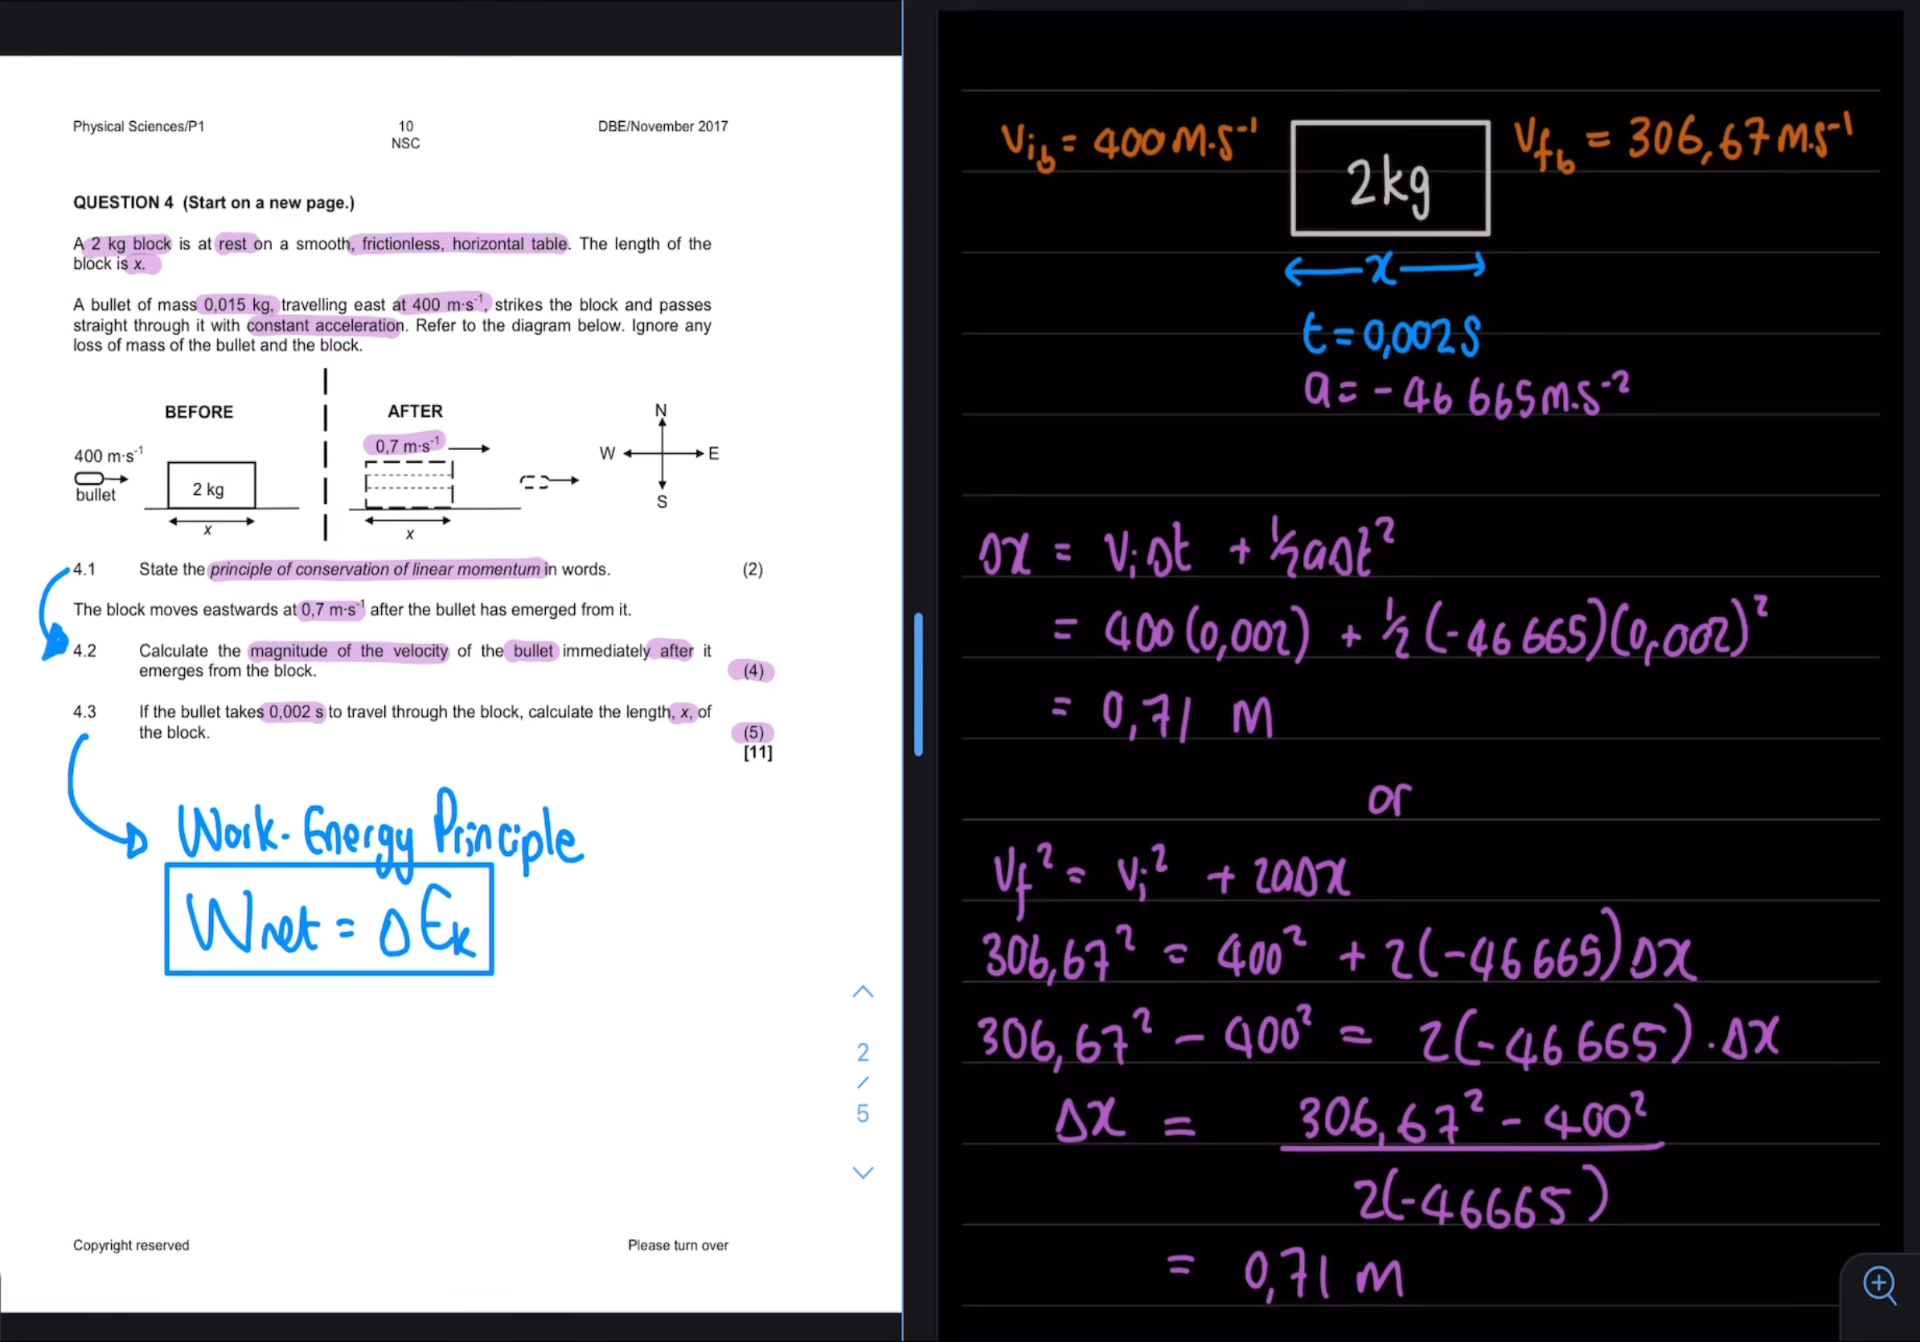 Physical Sciences/P1
10
NSC
DBE/November 2017
QUESTION 4 (Start on a new page.)
A 2 kg block is at rest on a smooth, frictionless, horizontal table. The length of the
block is x.
A bullet of mass 0,015 kg, travelling east at 400 m·s⁻¹, strikes the block and passes
straight through it with constant acceleration. Refer to the diagram below. Ignore any
loss of mass of the bullet and the block.
BEFORE
AFTER
N
0,7 m·s⁻¹
400 m·s⁻¹
W
E
bullet
2 kg
S
x
x
4.1 State the principle of conservation of linear momentum in words. (2)
The block moves eastwards at 0,7 m·s⁻¹ after the bullet has emerged from it.
4.2 Calculate the magnitude of the velocity of the bullet immediately after it
emerges from the block. (4)
4.3 If the bullet takes 0,002 s to travel through the block, calculate the length, x, of
the block. (5)
[11]
Work-Energy Principle
Wnet = ΔEk
2
/
5
Copyright reserved
Please turn over
Vib = 400 m·s⁻¹
2kg
Vfb = 306,67 m·s⁻¹
x
t = 0,002s
a = -46 665 m·s⁻²
Δx = ViΔt + ½aΔt²
= 400(0,002) + ½(-46 665)(0,002)²
= 0,71 m
or
Vf² = Vi² + 2aΔx
306,67² = 400² + 2(-46 665)Δx
306,67² - 400² = 2(-46 665)·Δx
Δx = 306,67² - 400²
2(-46665)
= 0,71 m